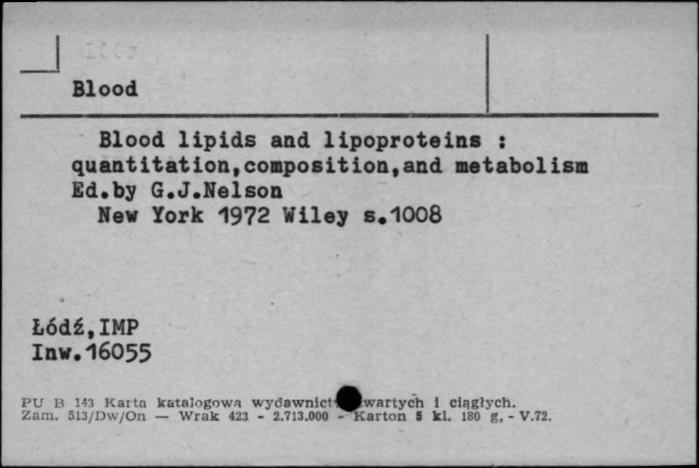 Blood
Blood lipids and lipoproteins :
quantitation,composition,and metabolism
Ed.by G.J.Nelson
New York 1972 Wiley s.1008
Łódź,IMP
Inw.16055
PU B 143 Karta katalogowa wydawnict wartych i ciągłych.
Zam. 513/Dw/On — Wrak 423 - 2.713.000 - Karton 5 kl. 180 g, - V.72.